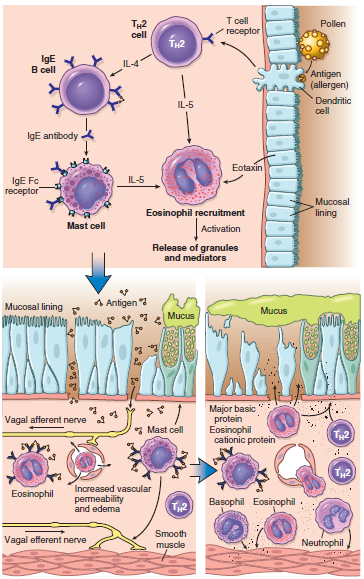 Pollen
T cell
receptor
TH2
cell
TH2
IgE
B cell
IL-4
Antigen
(allergen)
Dendritic
cell
IL-5
IgE antibody
Eotaxin
IgE Fc
receptor
IL-5
Mast cell
Eosinophil recruitment
Activation
Release of granules
and mediators
Mucosal
lining
Mucosal lining
Antigen
Mucus
Vagal afferent nerve
Mast cell
Eosinophil
Increased vascular
permeability
and edema
TH2
Vagal efferent nerve
Smooth
muscle
Mucus
Major basic
protein
Eosinophil
cationic protein
TH2
TH2
Basophil
Eosinophil
Neutrophil